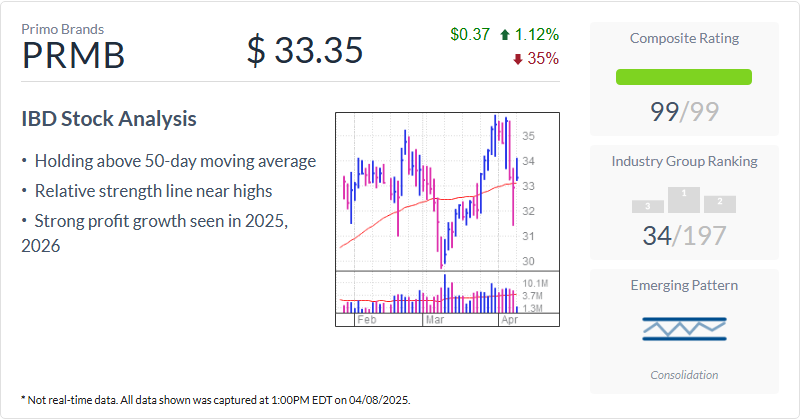 Primo Brands
PRMB
$ 33.35
$0.37 1.12%
35%
IBD Stock Analysis
• Holding above 50-day moving average
• Relative strength line near highs
• Strong profit growth seen in 2025,
2026
35
34
33
32
31
30
10.1M
3.7M
1.3M
Feb Mar Apr
* Not real-time data. All data shown was captured at 1:00PM EDT on 04/08/2025.
Composite Rating
99/99
Industry Group Ranking
3 1 2
34/197
Emerging Pattern
Consolidation